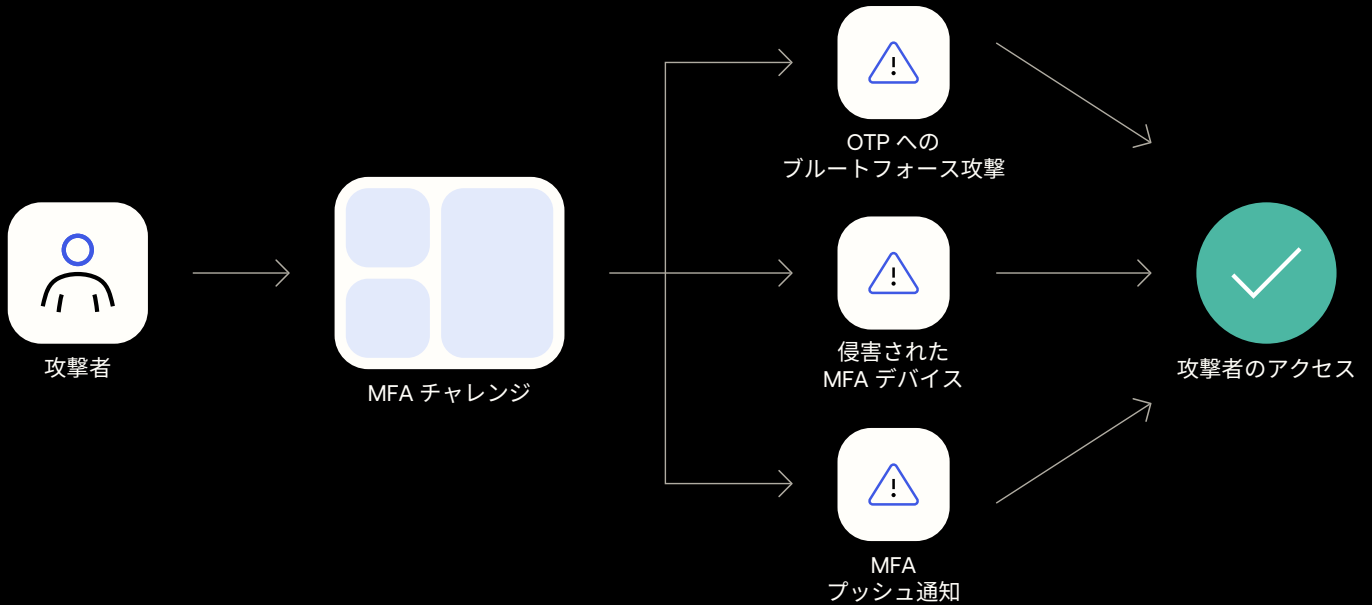 攻撃者
MFA チャレンジ
OTP への
ブルートフォース攻撃
侵害された
MFA デバイス
MFA
プッシュ通知
攻撃者のアクセス